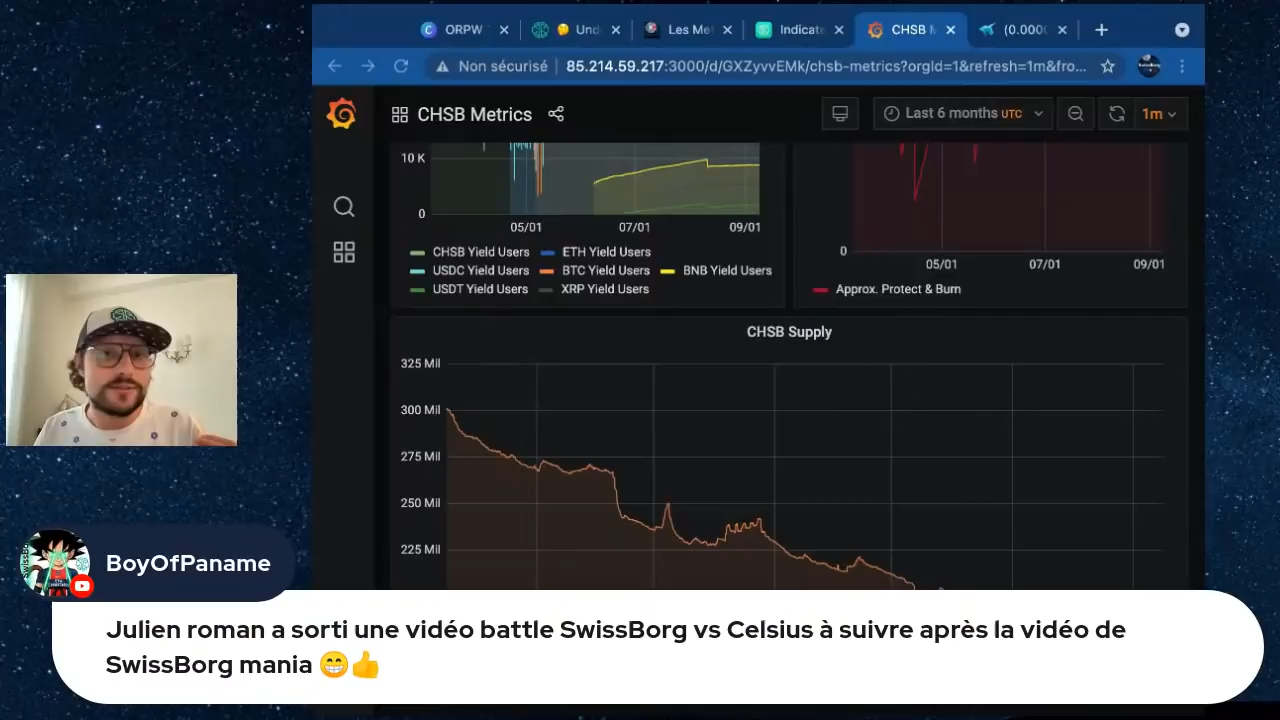 ORPW
Und
Les Me
Indicate
CHSB M
(0.000
Non sécurisé
85.214.59.217:3000/d/GXZyvvEMk/chsb-metrics?orgId=1&refresh=1m&fro...
CHSB Metrics
Last 6 months UTC
1m
10 K
0
05/01
07/01
09/01
CHSB Yield Users
ETH Yield Users
USDC Yield Users
BTC Yield Users
BNB Yield Users
USDT Yield Users
XRP Yield Users
0
05/01
07/01
09/01
Approx. Protect & Burn
CHSB Supply
325 Mil
300 Mil
275 Mil
250 Mil
225 Mil
BoyOfPaname
Julien roman a sorti une vidéo battle SwissBorg vs Celsius à suivre après la vidéo de
SwissBorg mania 😁👍